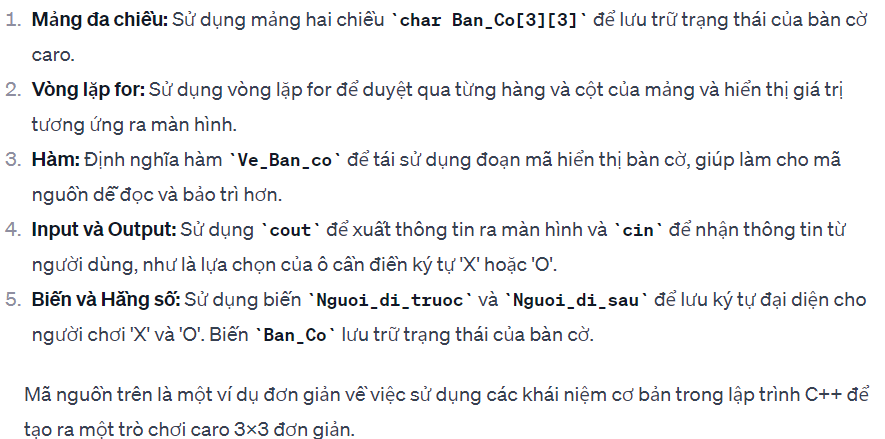 1. Mảng đa chiều: Sử dụng mảng hai chiều `char Ban_Co[3][3]` để lưu trữ trạng thái của bàn cờ
caro.
2. Vòng lặp for: Sử dụng vòng lặp for để duyệt qua từng hàng và cột của mảng và hiển thị giá trị
tương ứng ra màn hình.
3. Hàm: Định nghĩa hàm `Ve_Ban_co` để tái sử dụng đoạn mã hiển thị bàn cờ, giúp làm cho mã
nguồn dễ đọc và bảo trì hơn.
4. Input và Output: Sử dụng `cout` để xuất thông tin ra màn hình và `cin` để nhận thông tin từ
người dùng, như là lựa chọn của ô cần điền ký tự 'X' hoặc 'O'.
5. Biến và Hằng số: Sử dụng biến `Nguoi_di_truoc` và `Nguoi_di_sau` để lưu ký tự đại diện cho
người chơi 'X' và 'O'. Biến `Ban_Co` lưu trữ trạng thái của bàn cờ.
Mã nguồn trên là một ví dụ đơn giản về việc sử dụng các khái niệm cơ bản trong lập trình C++ để
tạo ra một trò chơi caro 3×3 đơn giản.